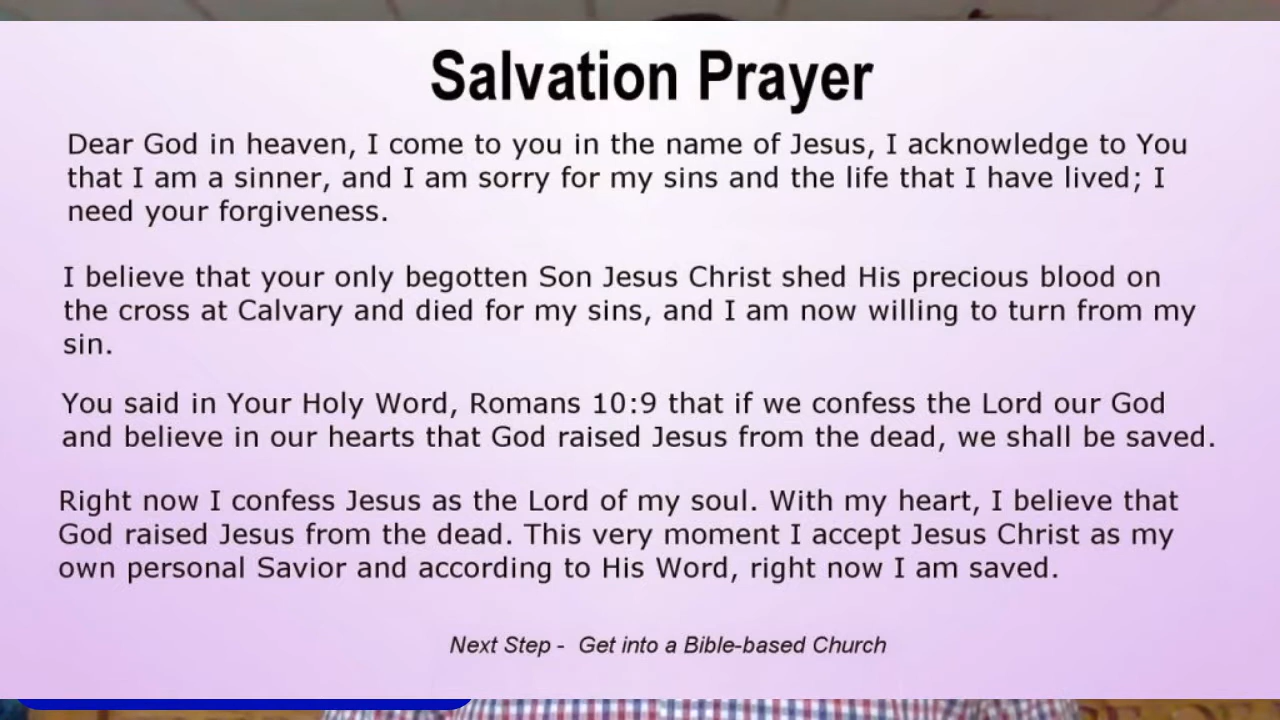 Salvation Prayer
Dear God in heaven, I come to you in the name of Jesus, I acknowledge to You
that I am a sinner, and I am sorry for my sins and the life that I have lived; I
need your forgiveness.
I believe that your only begotten Son Jesus Christ shed His precious blood on
the cross at Calvary and died for my sins, and I am now willing to turn from my
sin.
You said in Your Holy Word, Romans 10:9 that if we confess the Lord our God
and believe in our hearts that God raised Jesus from the dead, we shall be saved.
Right now I confess Jesus as the Lord of my soul. With my heart, I believe that
God raised Jesus from the dead. This very moment I accept Jesus Christ as my
own personal Savior and according to His Word, right now I am saved.
Next Step - Get into a Bible-based Church